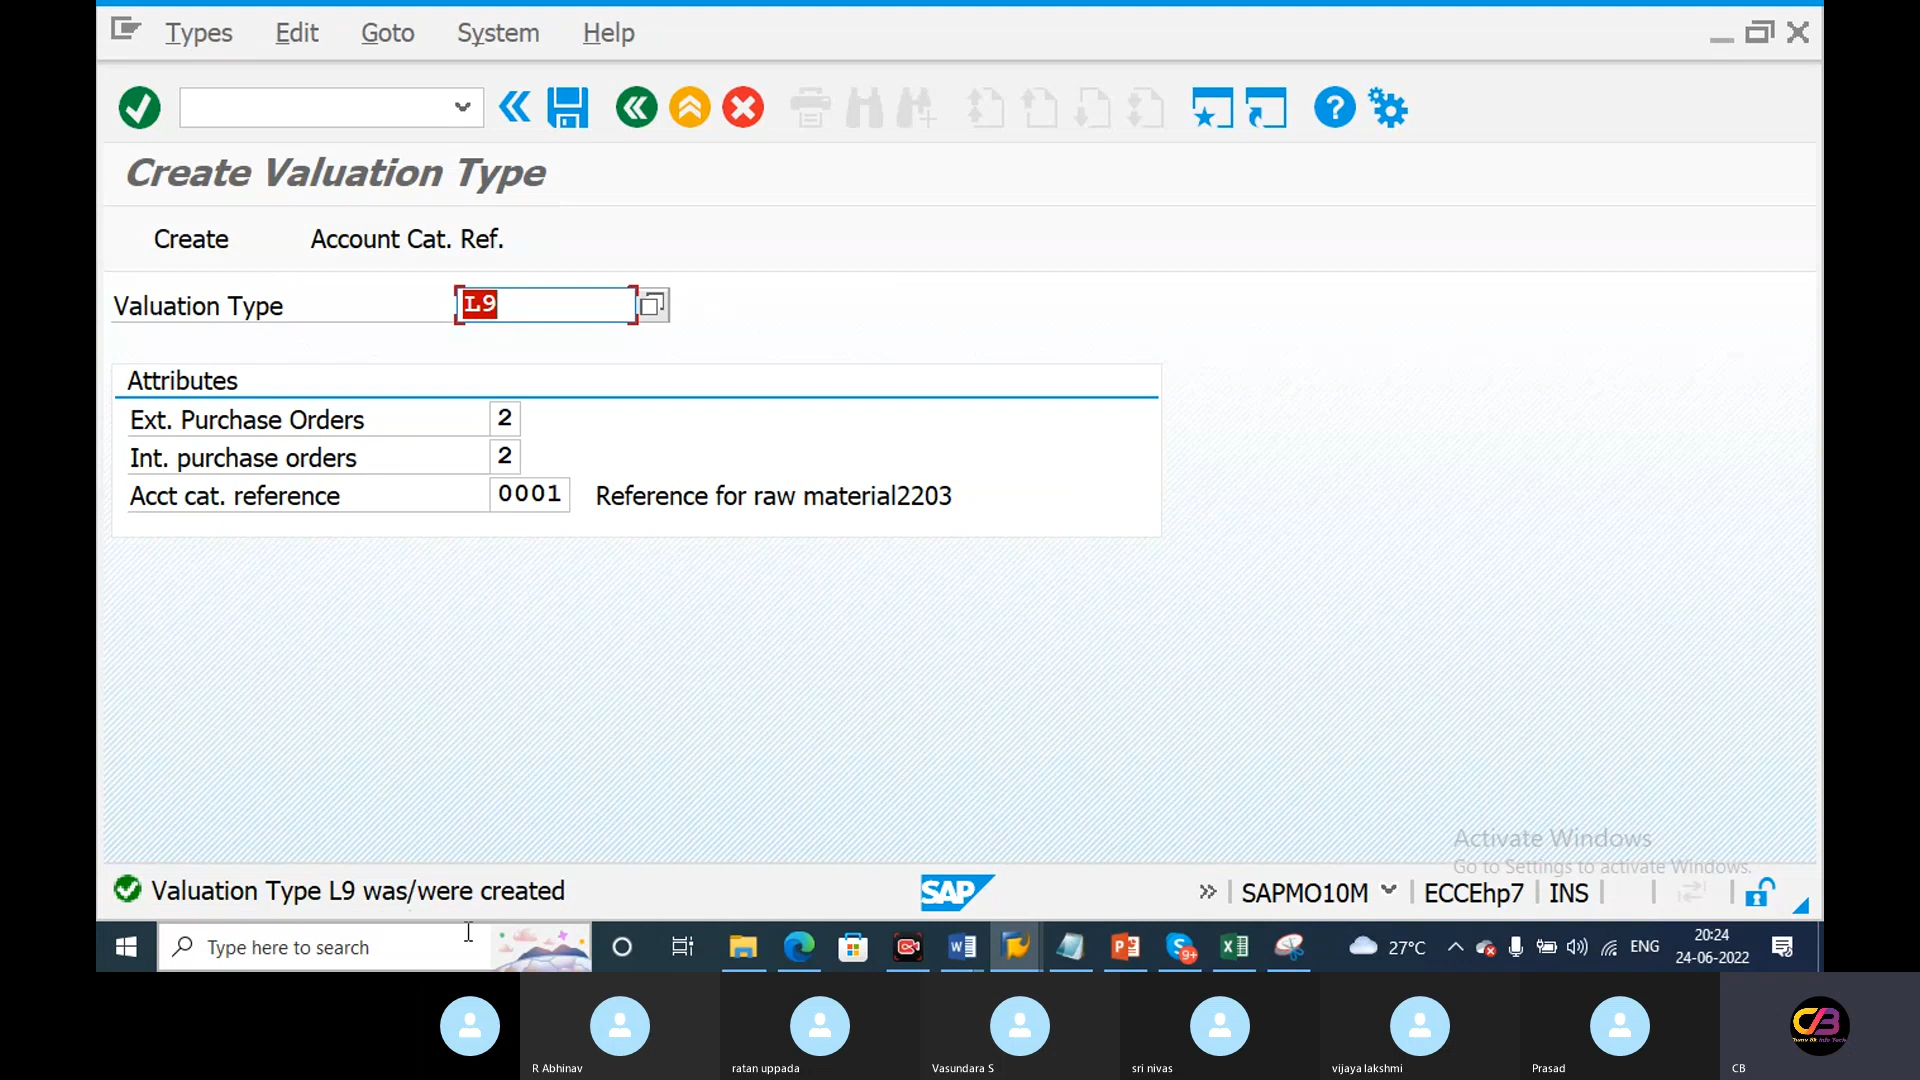 Types Edit Goto System Help
Create Valuation Type
Create Account Cat. Ref.
Valuation Type L9
Attributes
Ext. Purchase Orders 2
Int. purchase orders 2
Acct cat. reference 0001 Reference for raw material2203
Activate Windows
Go to Settings to activate Windows.
Valuation Type L9 was/were created SAP SAPMO10M ECCEhp7 INS
Type here to search 9+ 27°C ENG 20:24
24-06-2022
CB
R Abhinav ratan uppada Vasundara S sri nivas vijaya lakshmi Prasad CB